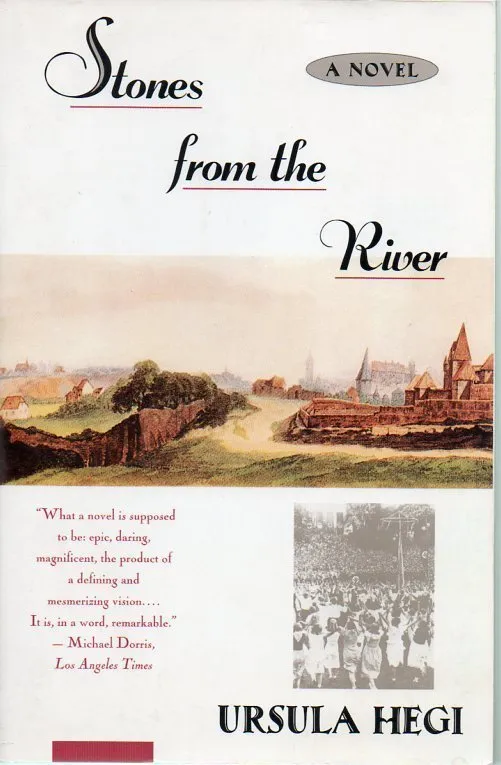 Stones
A NOVEL
from the
River
“What a novel is supposed
to be: epic, daring,
magnificent, the product of
a defining and
mesmerizing vision....
It is, in a word, remarkable.”
— Michael Dorris,
Los Angeles Times
URSULA HEGI